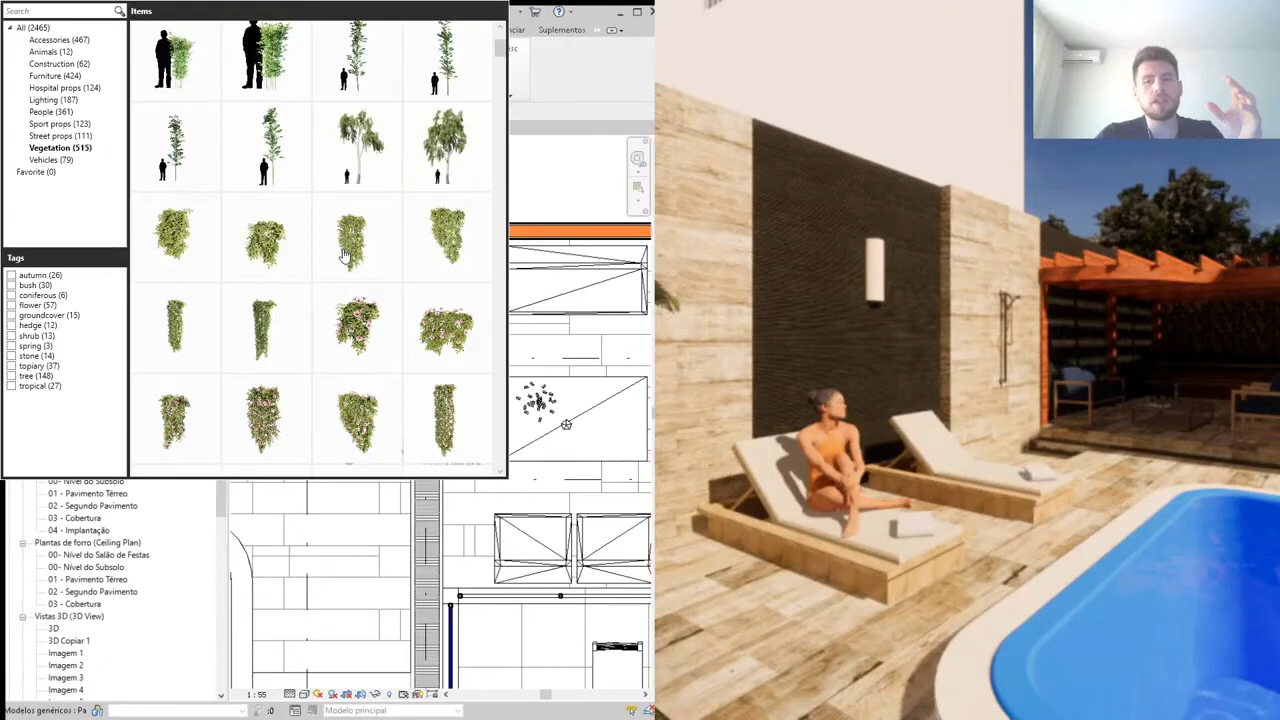 Search
Items
All (2465)
Accessories (467)
Animals (12)
Construction (62)
Furniture (424)
Hospital props (124)
Lighting (187)
People (361)
Sport props (123)
Street props (111)
Vegetation (515)
Vehicles (79)
Favorite (0)
Tags
autumn (26)
bush (30)
coniferous (6)
flower (57)
groundcover (15)
hedge (12)
shrub (13)
spring (3)
stone (14)
topiary (37)
tree (148)
tropical (27)
nciar
Suplementos
osc
00- Nível do Subsolo
01 - Pavimento Térreo
02 - Segundo Pavimento
03 - Cobertura
04 - Implantação
Plantas de forro (Ceiling Plan)
00- Nível do Salão de Festas
00- Nível do Subsolo
01 - Pavimento Térreo
02 - Segundo Pavimento
03 - Cobertura
Vistas 3D (3D View)
3D
3D Copiar 1
Imagem 1
Imagem 2
Imagem 3
Imagem 4
1 : 55
Modelos genéricos : Pa
:0
Modelo principal